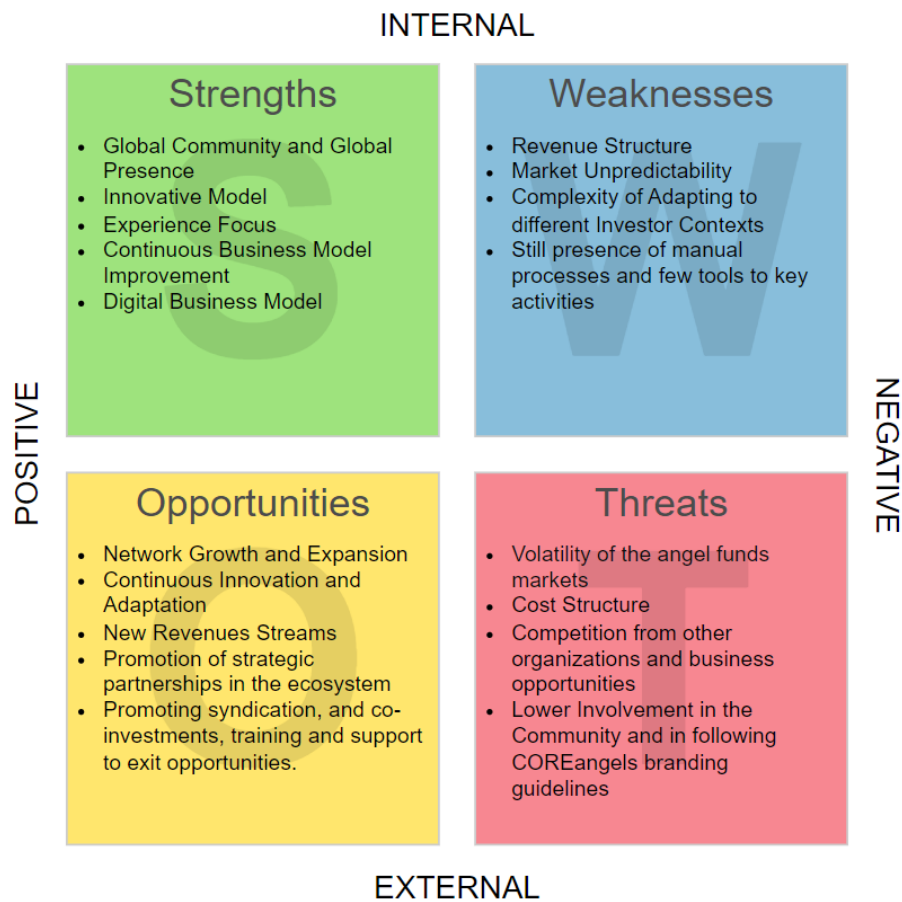 INTERNAL
Strengths
• Global Community and Global
Presence
• Innovative Model
• Experience Focus
• Continuous Business Model
Improvement
• Digital Business Model
S
Weaknesses
• Revenue Structure
• Market Unpredictability
• Complexity of Adapting to
different Investor Contexts
• Still presence of manual
processes and few tools to key
activities
W
POSITIVE
NEGATIVE
Opportunities
• Network Growth and Expansion
• Continuous Innovation and
Adaptation
• New Revenues Streams
• Promotion of strategic
partnerships in the ecosystem
• Promoting syndication, and co-
investments, training and support
to exit opportunities.
O
Threats
• Volatility of the angel funds
markets
• Cost Structure
• Competition from other
organizations and business
opportunities
• Lower Involvement in the
Community and in following
COREangels branding
guidelines
T
EXTERNAL